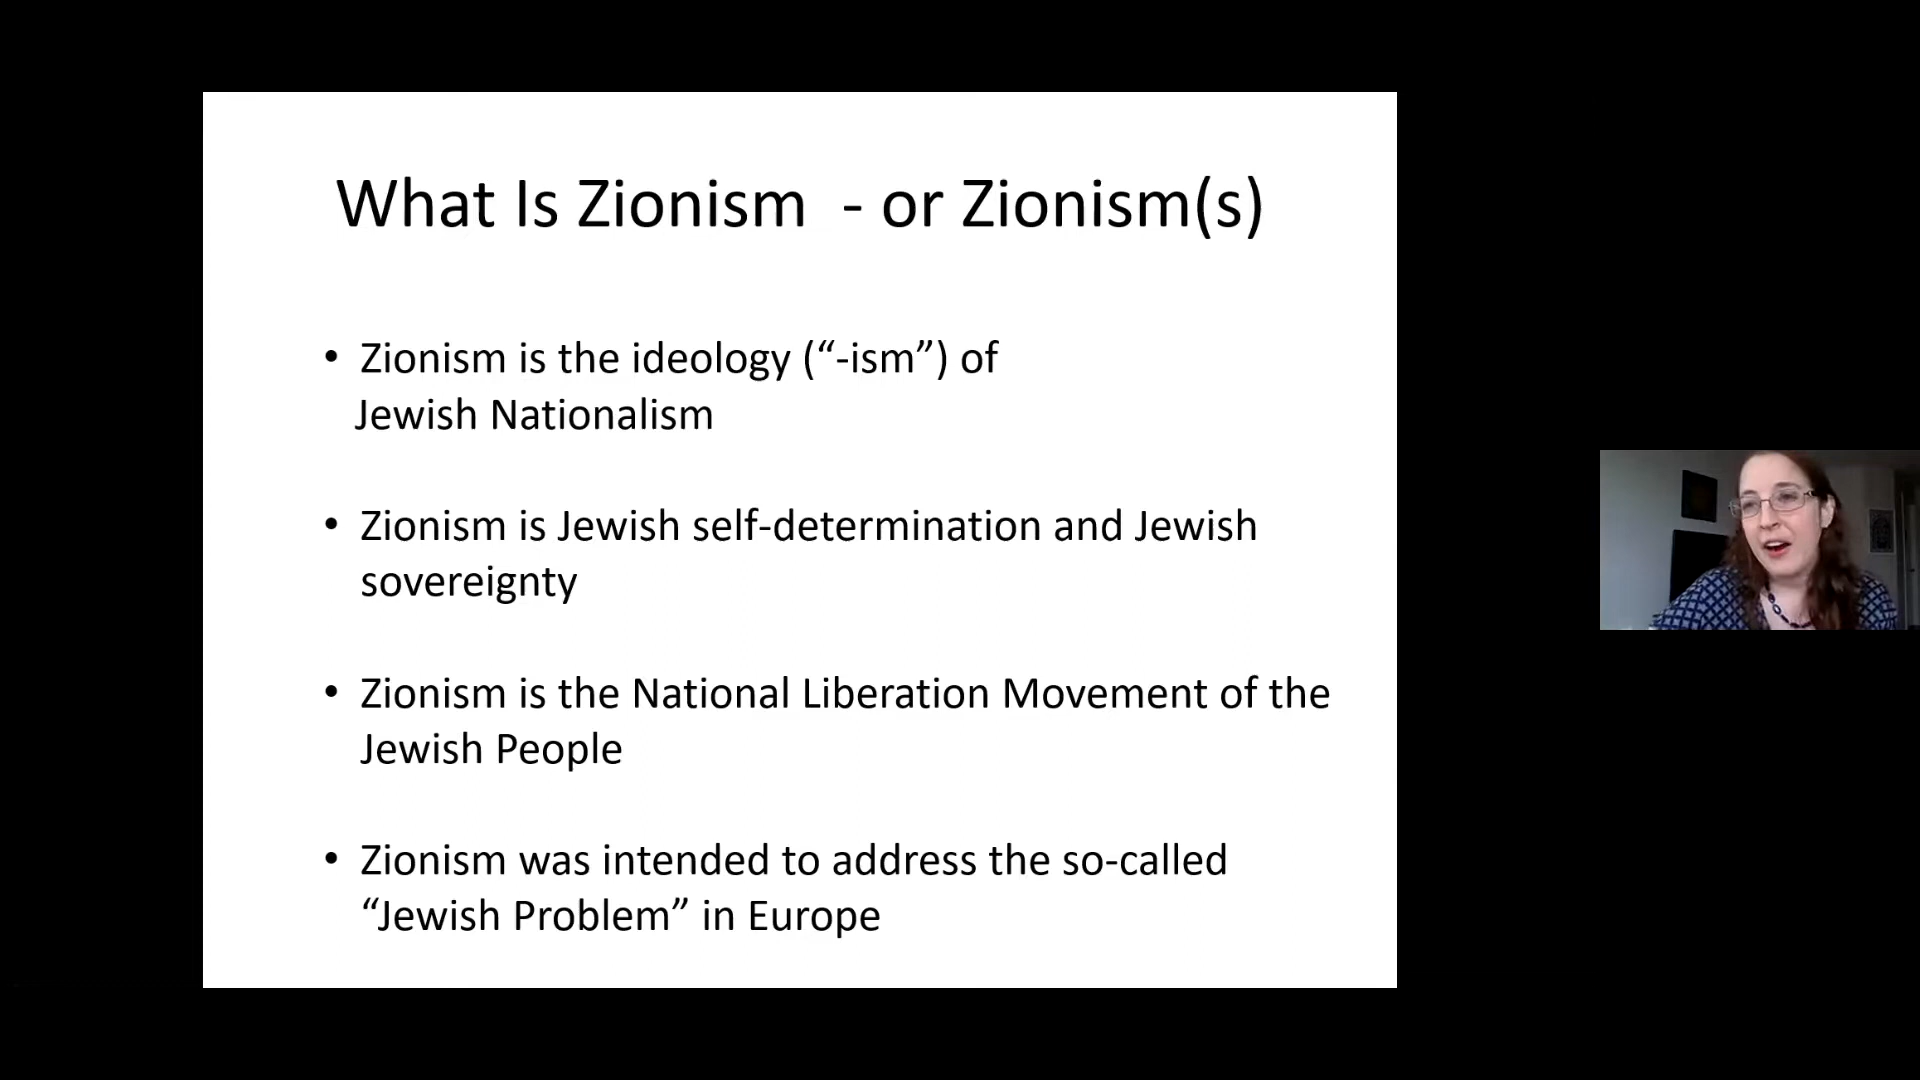 What Is Zionism  - or Zionism(s)
• Zionism is the ideology (“-ism”) of
Jewish Nationalism
• Zionism is Jewish self-determination and Jewish
sovereignty
• Zionism is the National Liberation Movement of the
Jewish People
• Zionism was intended to address the so-called
“Jewish Problem” in Europe